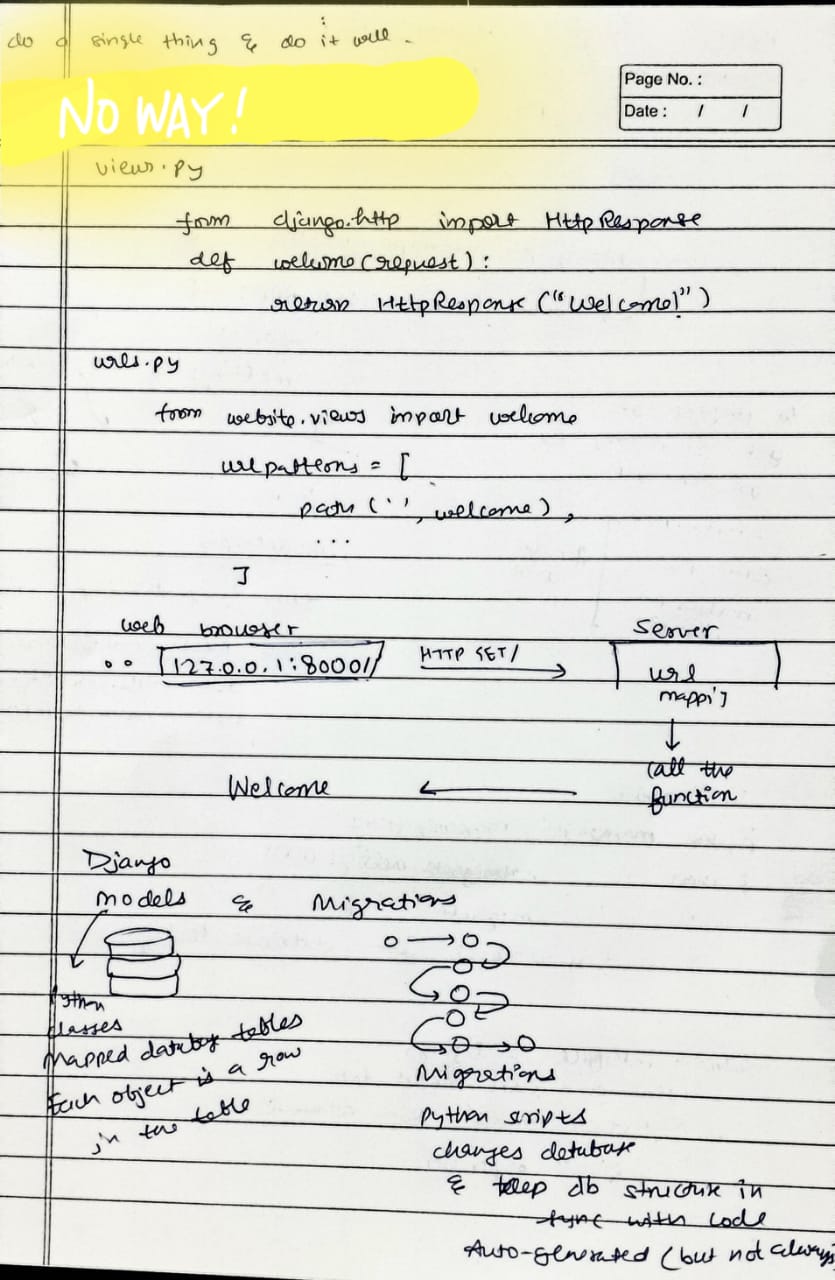 do a single thing & do it well.
NO WAY!
Page No. :
Date : / /
views.py
from django.http import HttpResponse
def welcome(request):
return HttpResponse("Welcome!")
urls.py
from website.views import welcome
urlpatterns = [
path('', welcome),
...
]
web browser
Server
127.0.0.1:8000//
HTTP GET/
url
mappi'g
call the
function
Welcome
Django
models & Migrations
Python
classes
Mapped databse tables
Each object is a row
in the table
Migrations
Python scripts
changes database
& keep db structure in
sync with code
Auto-generated (but not always